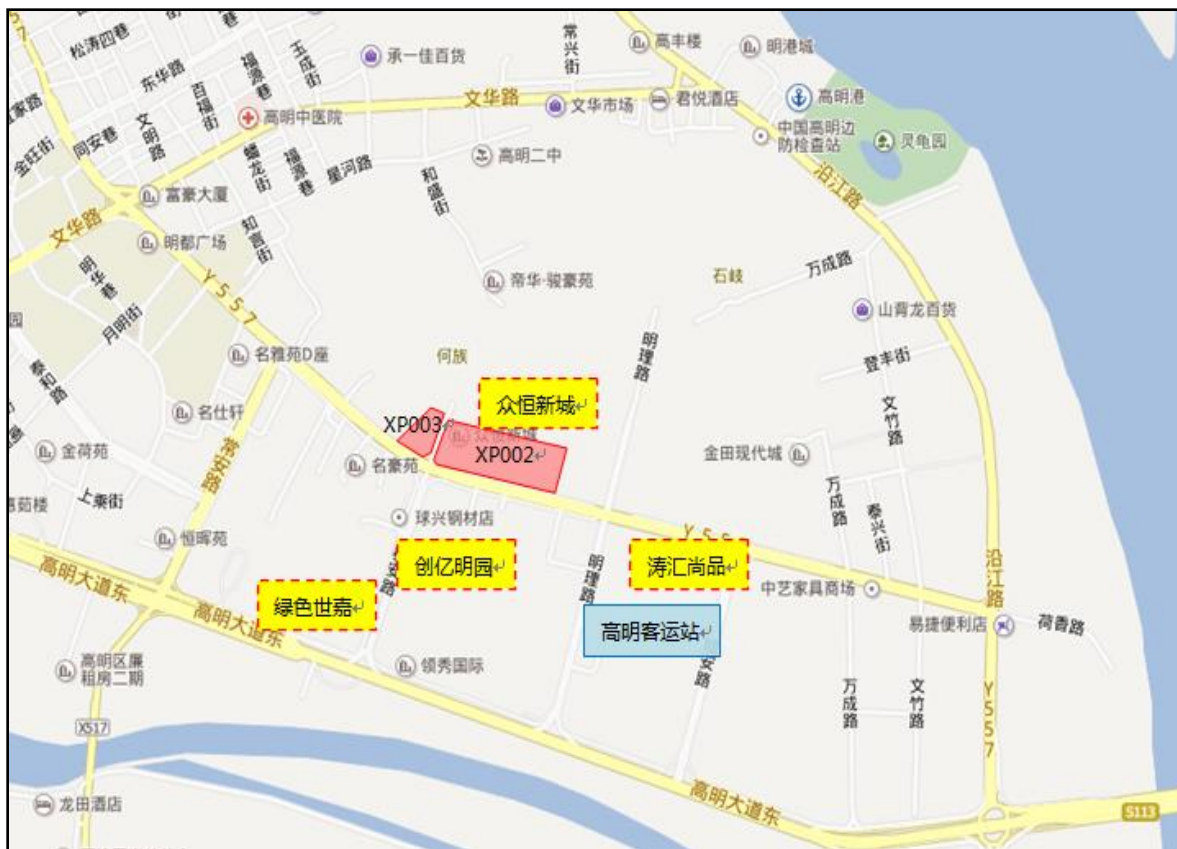 松涛四巷
福源巷
玉成街
常兴街
高丰楼
明港城
东华路
承一佳百货
百福街
文华路
文华市场
君悦酒店
高明港
同安巷
文明路
高明中医院
金旺街
中国高明边
防检查站
灵龟园
蟠龙街
福源巷
星河路
高明二中
和盛街
沿江路
富豪大厦
文华路
明都广场
知言街
明华巷
月明街
Y557
帝华·骏豪苑
石岐
万成路
山背龙百货
明理路
园
泰和路
名雅苑D座
何族
登丰街
众恒新城
XP003
众恒新城
XP002
名仕轩
文竹路
金荷苑
常安路
名豪苑
金田现代城
上乘街
万成路
泰兴街
球兴钢材店
恒晖苑
高明大道东
创亿明园
明理路
涛汇尚品
沿江路
中艺家具商场
绿色世嘉
高明大道东
高明客运站
易捷便利店
荷香路
高明区廉
租房二期
领秀国际
安路
万成路
文竹路
Y557
X517
龙田酒店
高明大道东
S113